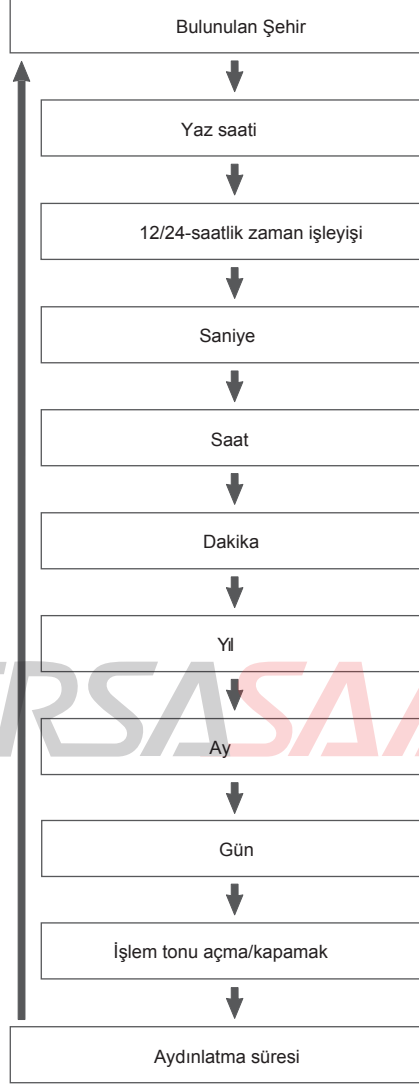 Bulunulan Şehir
Yaz saati
12/24-saatlik zaman işleyişi
Saniye
Saat
Dakika
Yıl
Ay
Gün
İşlem tonu açma/kapamak
Aydınlatma süresi